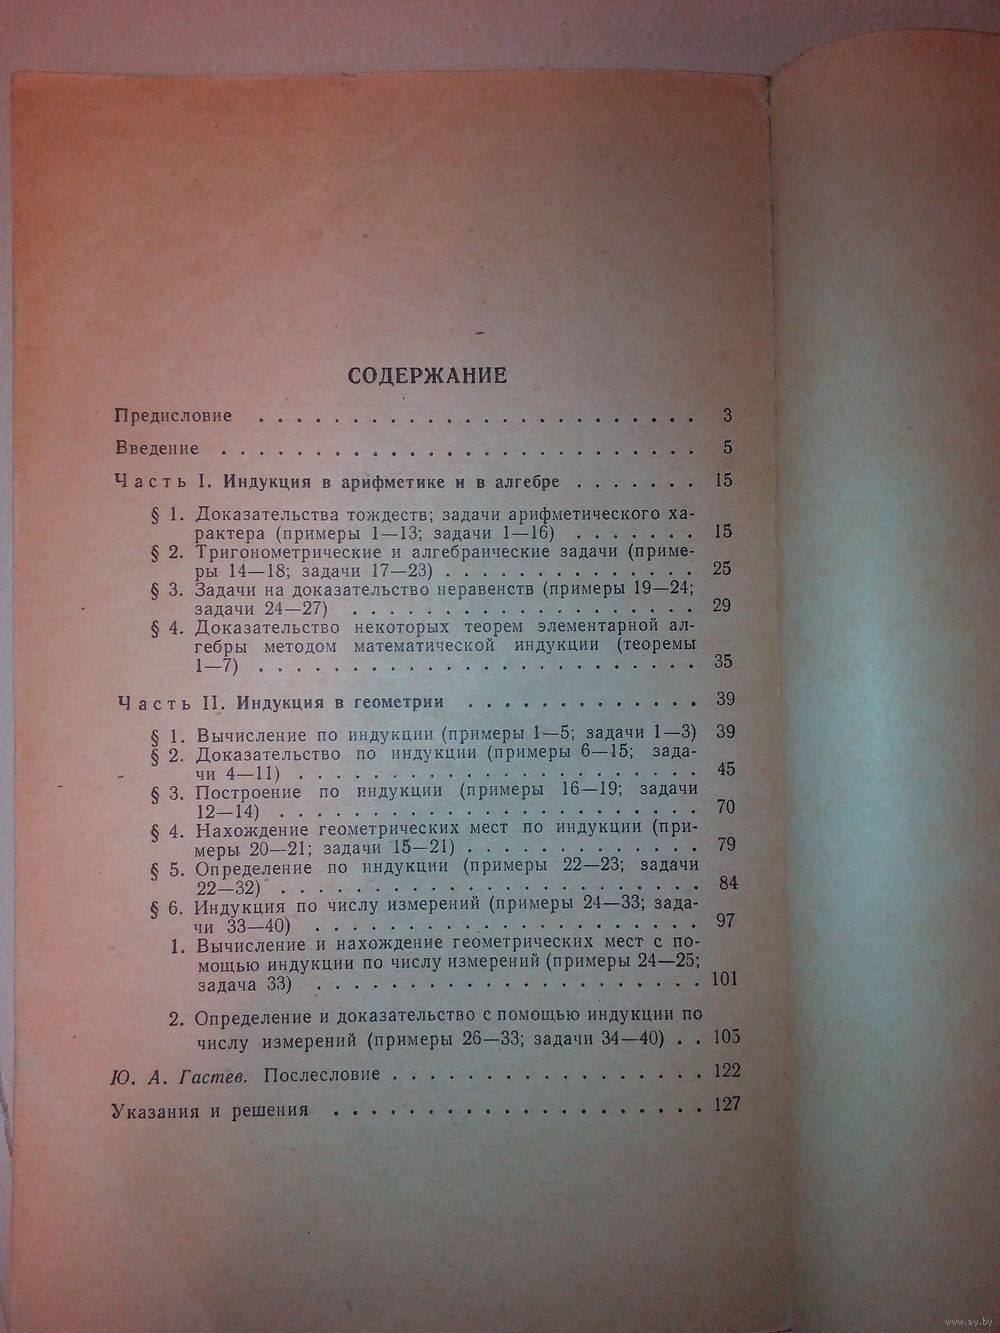 СОДЕРЖАНИЕ
Предисловие . . . . . . . . . . . . . . . . . . . . . . . . 3
Введение . . . . . . . . . . . . . . . . . . . . . . . . . . 5
Часть I. Индукция в арифметике и в алгебре . . . . . . . 15
§ 1. Доказательства тождеств; задачи арифметического ха-
рактера (примеры 1—13; задачи 1—16) . . . . . . . 15
§ 2. Тригонометрические и алгебраические задачи (приме-
ры 14—18; задачи 17—23) . . . . . . . . . . . . . . 25
§ 3. Задачи на доказательство неравенств (примеры 19—24;
задачи 24—27) . . . . . . . . . . . . . . . . . . . 29
§ 4. Доказательство некоторых теорем элементарной ал-
гебры методом математической индукции (теоремы
1—7) . . . . . . . . . . . . . . . . . . . . . . . . 35
Часть II. Индукция в геометрии . . . . . . . . . . . . . 39
§ 1. Вычисление по индукции (примеры 1—5; задачи 1—3) 39
§ 2. Доказательство по индукции (примеры 6—15; зада-
чи 4—11) . . . . . . . . . . . . . . . . . . . . . . 45
§ 3. Построение по индукции (примеры 16—19; задачи
12—14) . . . . . . . . . . . . . . . . . . . . . . . 70
§ 4. Нахождение геометрических мест по индукции (при-
меры 20—21; задачи 15—21) . . . . . . . . . . . . . 79
§ 5. Определение по индукции (примеры 22—23; задачи
22—32) . . . . . . . . . . . . . . . . . . . . . . . 84
§ 6. Индукция по числу измерений (примеры 24—33; зада-
чи 33—40) . . . . . . . . . . . . . . . . . . . . . 97
1. Вычисление и нахождение геометрических мест с по-
мощью индукции по числу измерений (примеры 24—25;
задача 33) . . . . . . . . . . . . . . . . . . . . . 101
2. Определение и доказательство с помощью индукции по
числу измерений (примеры 26—33; задачи 34—40) . . 105
Ю. А. Гастев. Послесловие . . . . . . . . . . . . . . . . . 122
Указания и решения . . . . . . . . . . . . . . . . . . . . 127
www.ay.by